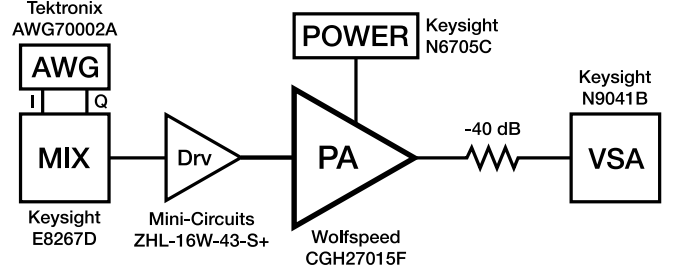 Tektronix
AWG70002A
AWG
I
Q
MIX
Keysight
E8267D
Drv
Mini-Circuits
ZHL-16W-43-S+
POWER
Keysight
N6705C
PA
Wolfspeed
CGH27015F
-40 dB
Keysight
N9041B
VSA